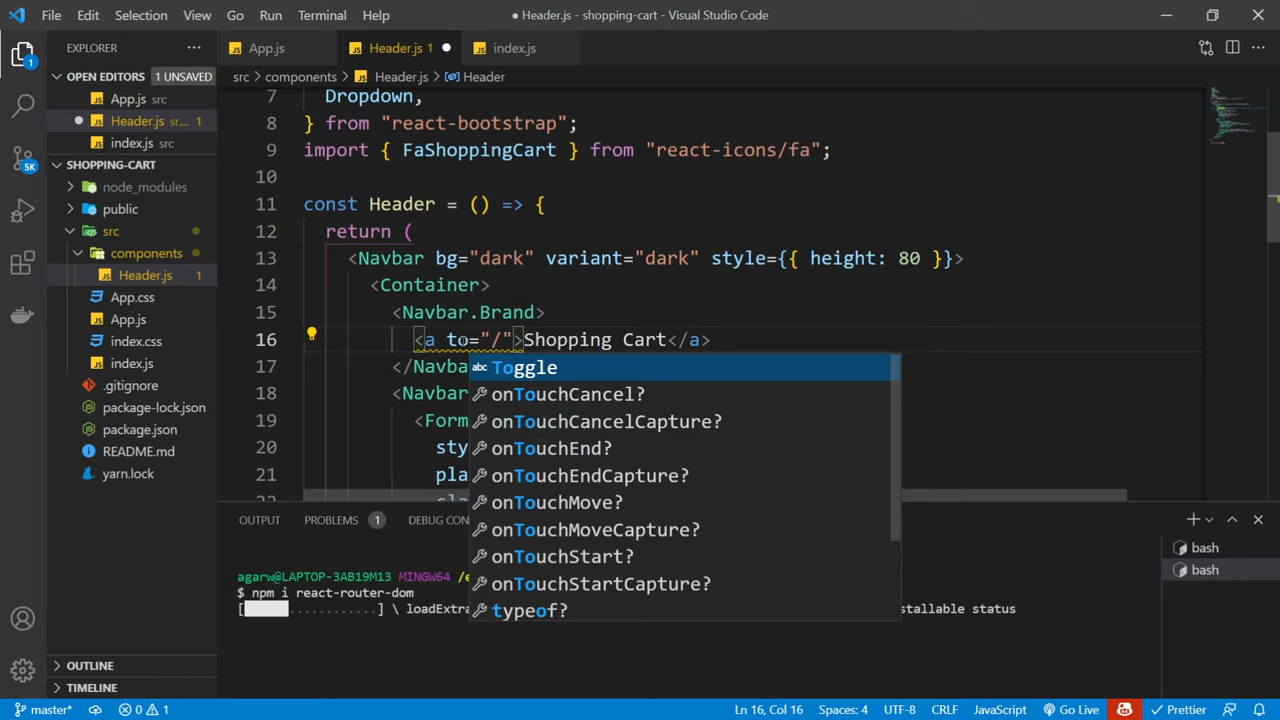 File Edit Selection View Go Run Terminal Help
Header.js - shopping-cart - Visual Studio Code
EXPLORER
OPEN EDITORS 1 UNSAVED
App.js src
Header.js sr... 1
index.js src
SHOPPING-CART
node_modules
public
src
components
Header.js 1
App.css
App.js
index.css
index.js
.gitignore
package-lock.json
package.json
README.md
yarn.lock
OUTLINE
TIMELINE
1
5K
App.js Header.js 1 index.js
src > components > Header.js > Header
7 Dropdown,
8 } from "react-bootstrap";
9 import { FaShoppingCart } from "react-icons/fa";
10
11 const Header = () => {
12 return (
13 <Navbar bg="dark" variant="dark" style={{ height: 80 }}>
14 <Container>
15 <Navbar.Brand>
16 <a to="/">Shopping Cart</a>
17 </Navba
18 <Navbar
19 <Form
20 sty
21 pla
Toggle
onTouchCancel?
onTouchCancelCapture?
onTouchEnd?
onTouchEndCapture?
onTouchMove?
onTouchMoveCapture?
onTouchStart?
onTouchStartCapture?
typeof?
OUTPUT PROBLEMS 1 DEBUG CON
agarw@LAPTOP-3AB19M13 MINGW64 /e
$ npm i react-router-dom
[ ............] \ loadExtra stallable status
bash
bash
master* 0 1 Ln 16, Col 16 Spaces: 4 UTF-8 CRLF JavaScript Go Live Prettier